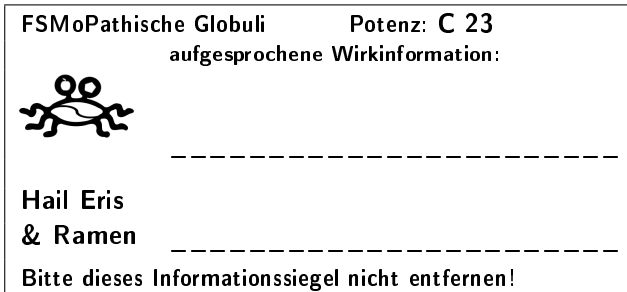 FSMoPathische Globuli Potenz: C 23
aufgesprochene Wirkinformation:
Hail Eris
& Ramen
Bitte dieses Informationssiegel nicht entfernen!